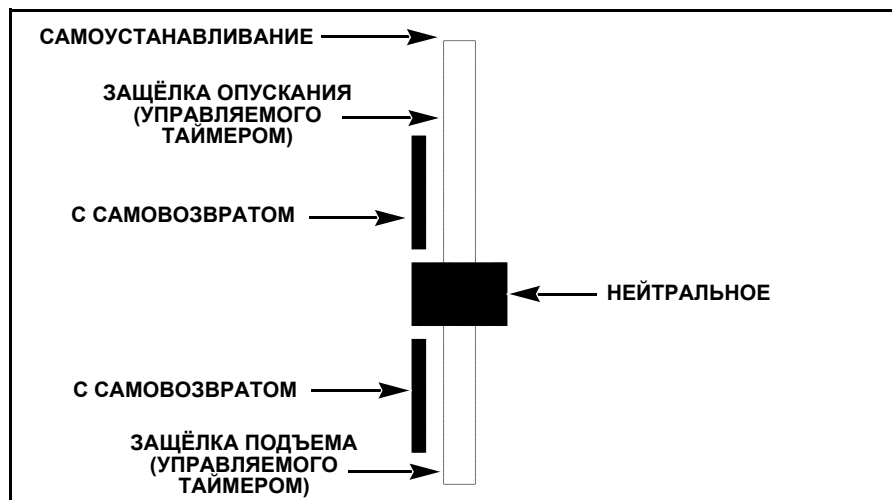 САМОУСТАНАВЛИВАНИЕ
ЗАЩЁЛКА ОПУСКАНИЯ
(УПРАВЛЯЕМОГО
ТАЙМЕРОМ)
С САМОВОЗВРАТОМ
НЕЙТРАЛЬНОЕ
С САМОВОЗВРАТОМ
ЗАЩЁЛКА ПОДЪЕМА
(УПРАВЛЯЕМОГО
ТАЙМЕРОМ)